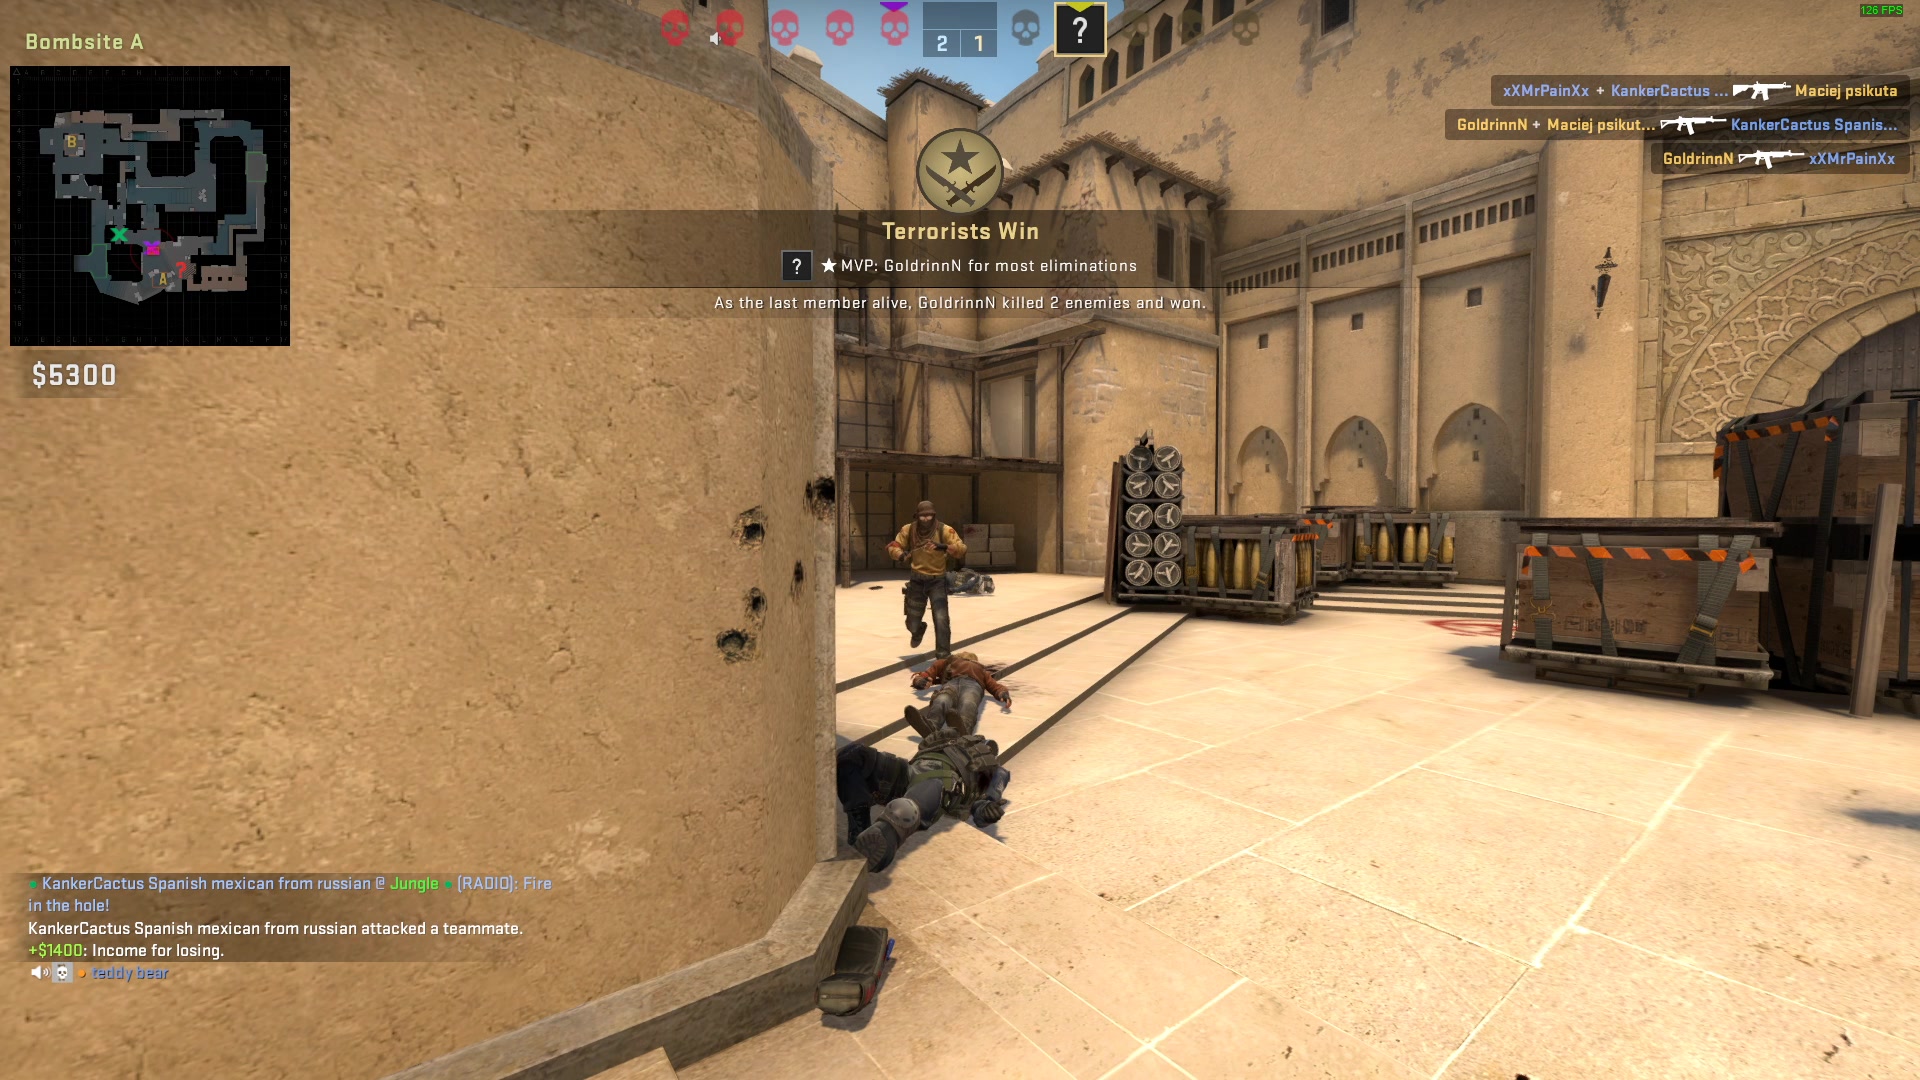 126 FPS
Bombsite A
2 1
?
xXMrPainXx + KankerCactus ... Maciej psikuta
GoldrinnN + Maciej psikut... KankerCactus Spanis...
GoldrinnN xXMrPainXx
B
A
?
Terrorists Win
? ★ MVP: GoldrinnN for most eliminations
As the last member alive, GoldrinnN killed 2 enemies and won.
$5300
• KankerCactus Spanish mexican from russian @ Jungle • (RADIO): Fire
in the hole!
KankerCactus Spanish mexican from russian attacked a teammate.
+$1400: Income for losing.
• teddy bear